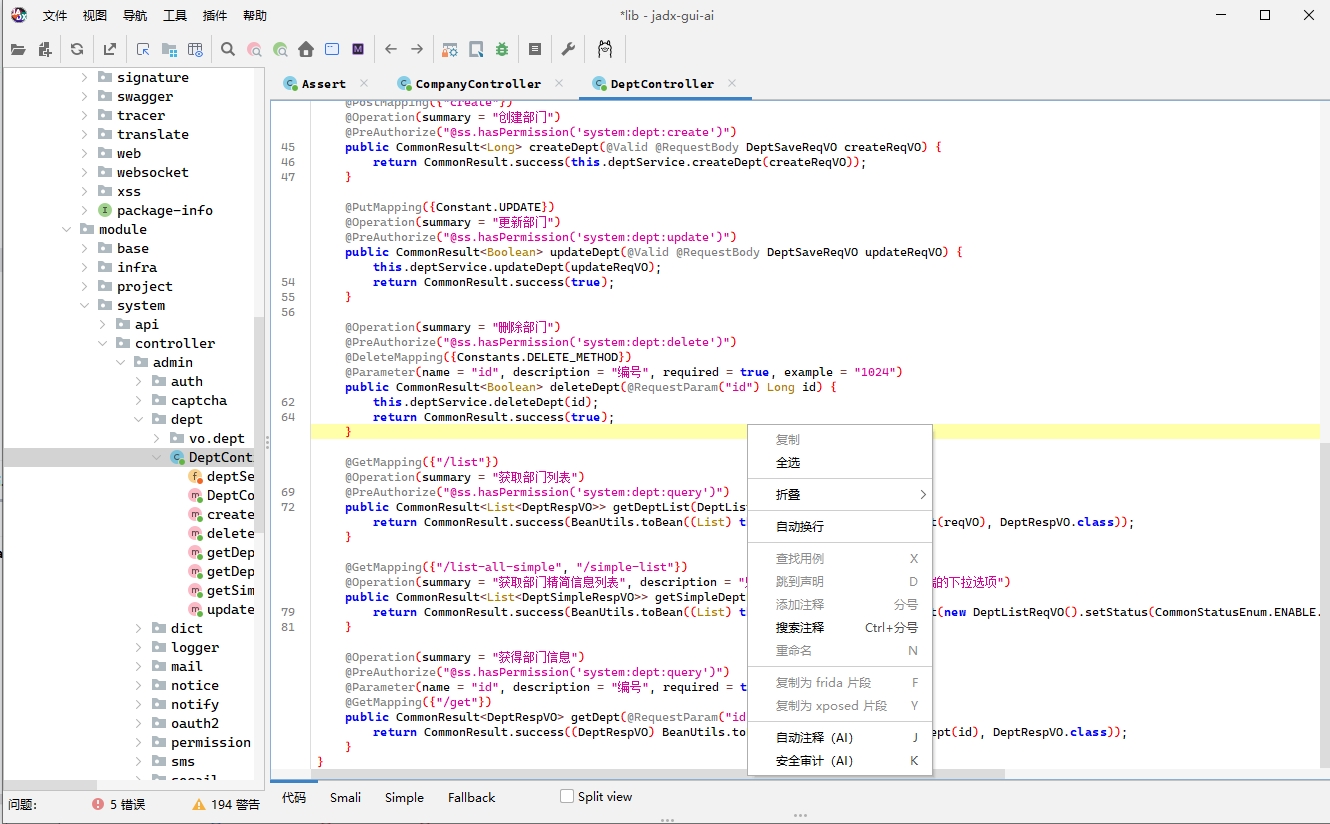 文件 视图 导航 工具 插件 帮助
*lib - jadx-gui-ai
signature
swagger
tracer
translate
web
websocket
xss
package-info
module
base
infra
project
system
api
controller
admin
auth
captcha
dept
vo.dept
DeptCont
deptSe
DeptCo
create
delete
getDep
getDep
getSim
update
dict
logger
mail
notice
notify
oauth2
permission
sms
Assert CompanyController DeptController
@PostMapping({"create"})
@Operation(summary = "创建部门")
@PreAuthorize("@ss.hasPermission('system:dept:create')")
45 public CommonResult<Long> createDept(@Valid @RequestBody DeptSaveReqVO createReqVO) {
46 return CommonResult.success(this.deptService.createDept(createReqVO));
47 }
@PutMapping({Constant.UPDATE})
@Operation(summary = "更新部门")
@PreAuthorize("@ss.hasPermission('system:dept:update')")
public CommonResult<Boolean> updateDept(@Valid @RequestBody DeptSaveReqVO updateReqVO) {
this.deptService.updateDept(updateReqVO);
54 return CommonResult.success(true);
55 }
56
@Operation(summary = "删除部门")
@PreAuthorize("@ss.hasPermission('system:dept:delete')")
@DeleteMapping({Constants.DELETE_METHOD})
@Parameter(name = "id", description = "编号", required = true, example = "1024")
public CommonResult<Boolean> deleteDept(@RequestParam("id") Long id) {
62 this.deptService.deleteDept(id);
64 return CommonResult.success(true);
}
@GetMapping({"/list"})
@Operation(summary = "获取部门列表")
69 @PreAuthorize("@ss.hasPermission('system:dept:query')")
72 public CommonResult<List<DeptRespVO>> getDeptList(DeptLis
return CommonResult.success(BeanUtils.toBean((List) t t(reqVO), DeptRespVO.class));
}
@GetMapping({"/list-all-simple", "/simple-list"})
@Operation(summary = "获取部门精简信息列表", description = " 的下拉选项")
public CommonResult<List<DeptSimpleRespVO>> getSimpleDept
79 return CommonResult.success(BeanUtils.toBean((List) t t(new DeptListReqVO().setStatus(CommonStatusEnum.ENABLE.
81 }
@Operation(summary = "获得部门信息")
@PreAuthorize("@ss.hasPermission('system:dept:query')")
@Parameter(name = "id", description = "编号", required = t
@GetMapping({"/get"})
public CommonResult<DeptRespVO> getDept(@RequestParam("id
return CommonResult.success((DeptRespVO) BeanUtils.to ept(id), DeptRespVO.class));
}
}
复制
全选
折叠
自动换行
查找用例 X
跳到声明 D
添加注释 分号
搜索注释 Ctrl+分号
重命名 N
复制为 frida 片段 F
复制为 xposed 片段 Y
自动注释（AI） J
安全审计（AI） K
代码 Smali Simple Fallback Split view
问题: 5 错误 194 警告